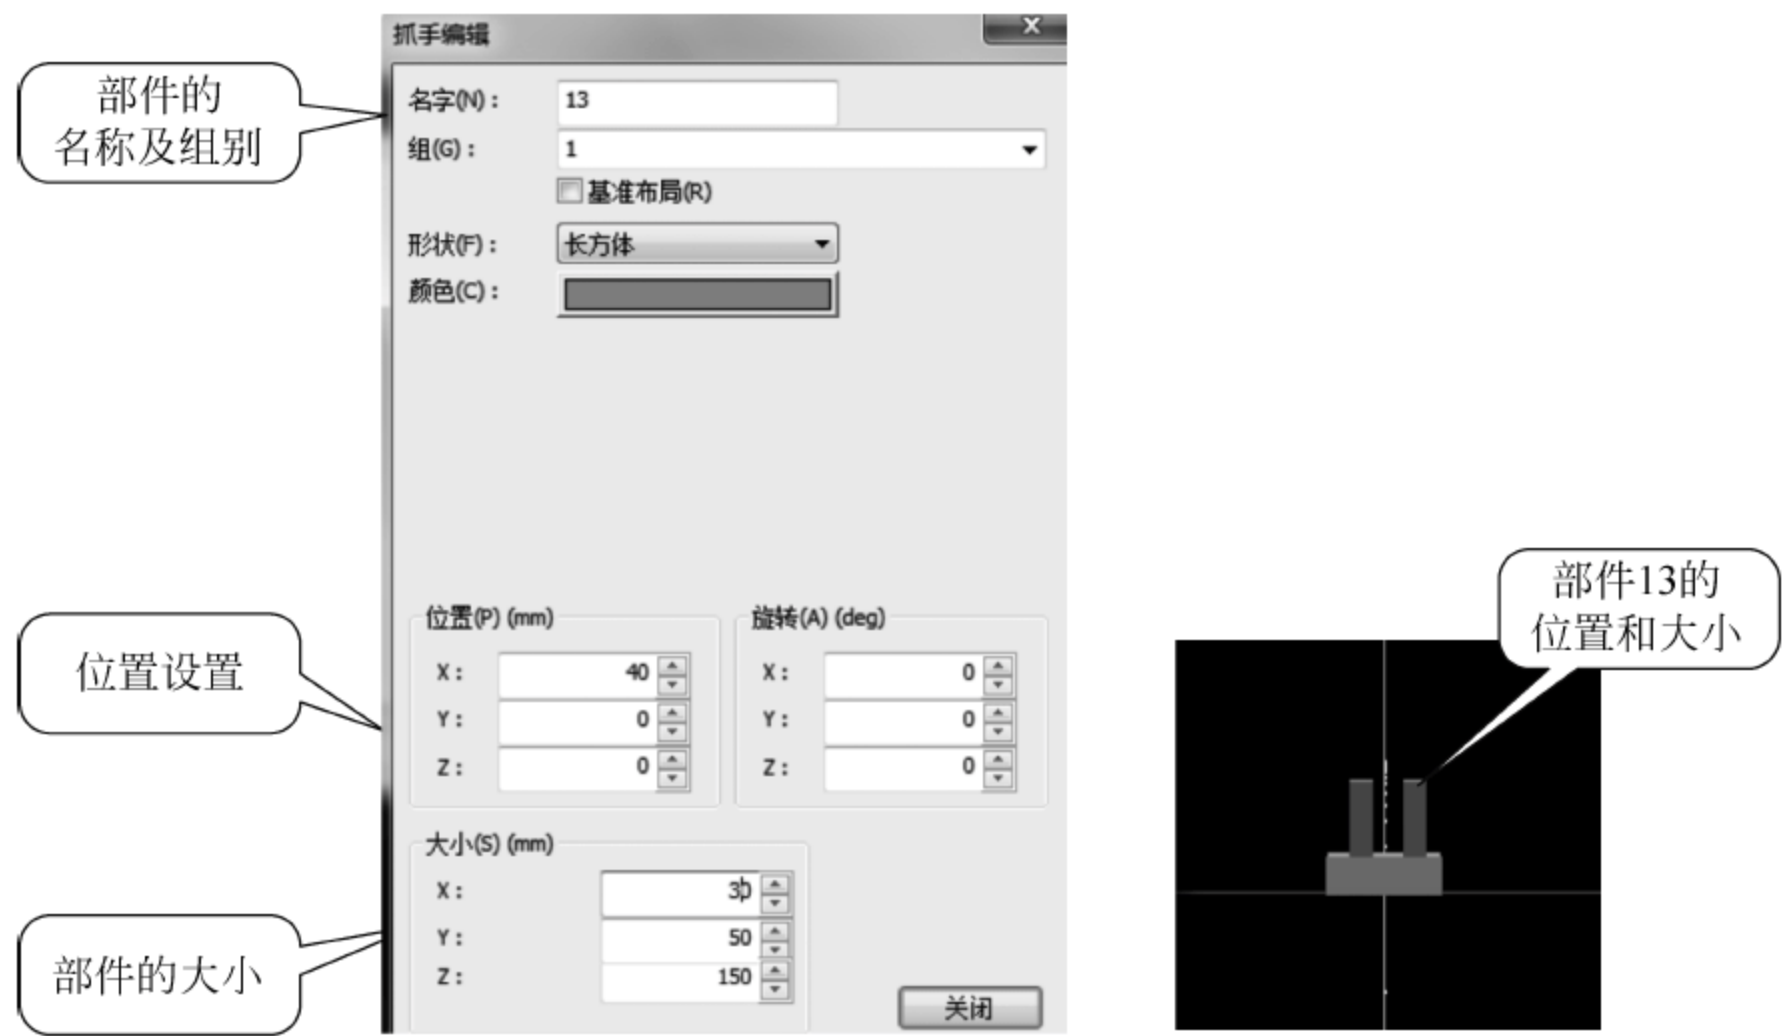 抓手编辑
X
部件的
名称及组别
名字(N)： 13
组(G)： 1
基准布局(R)
形状(F)： 长方体
颜色(C)：
位置设置
位置(P) (mm)
X： 40
Y： 0
Z： 0
旋转(A) (deg)
X： 0
Y： 0
Z： 0
部件的大小
大小(S) (mm)
X： 30
Y： 50
Z： 150
关闭
部件13的
位置和大小